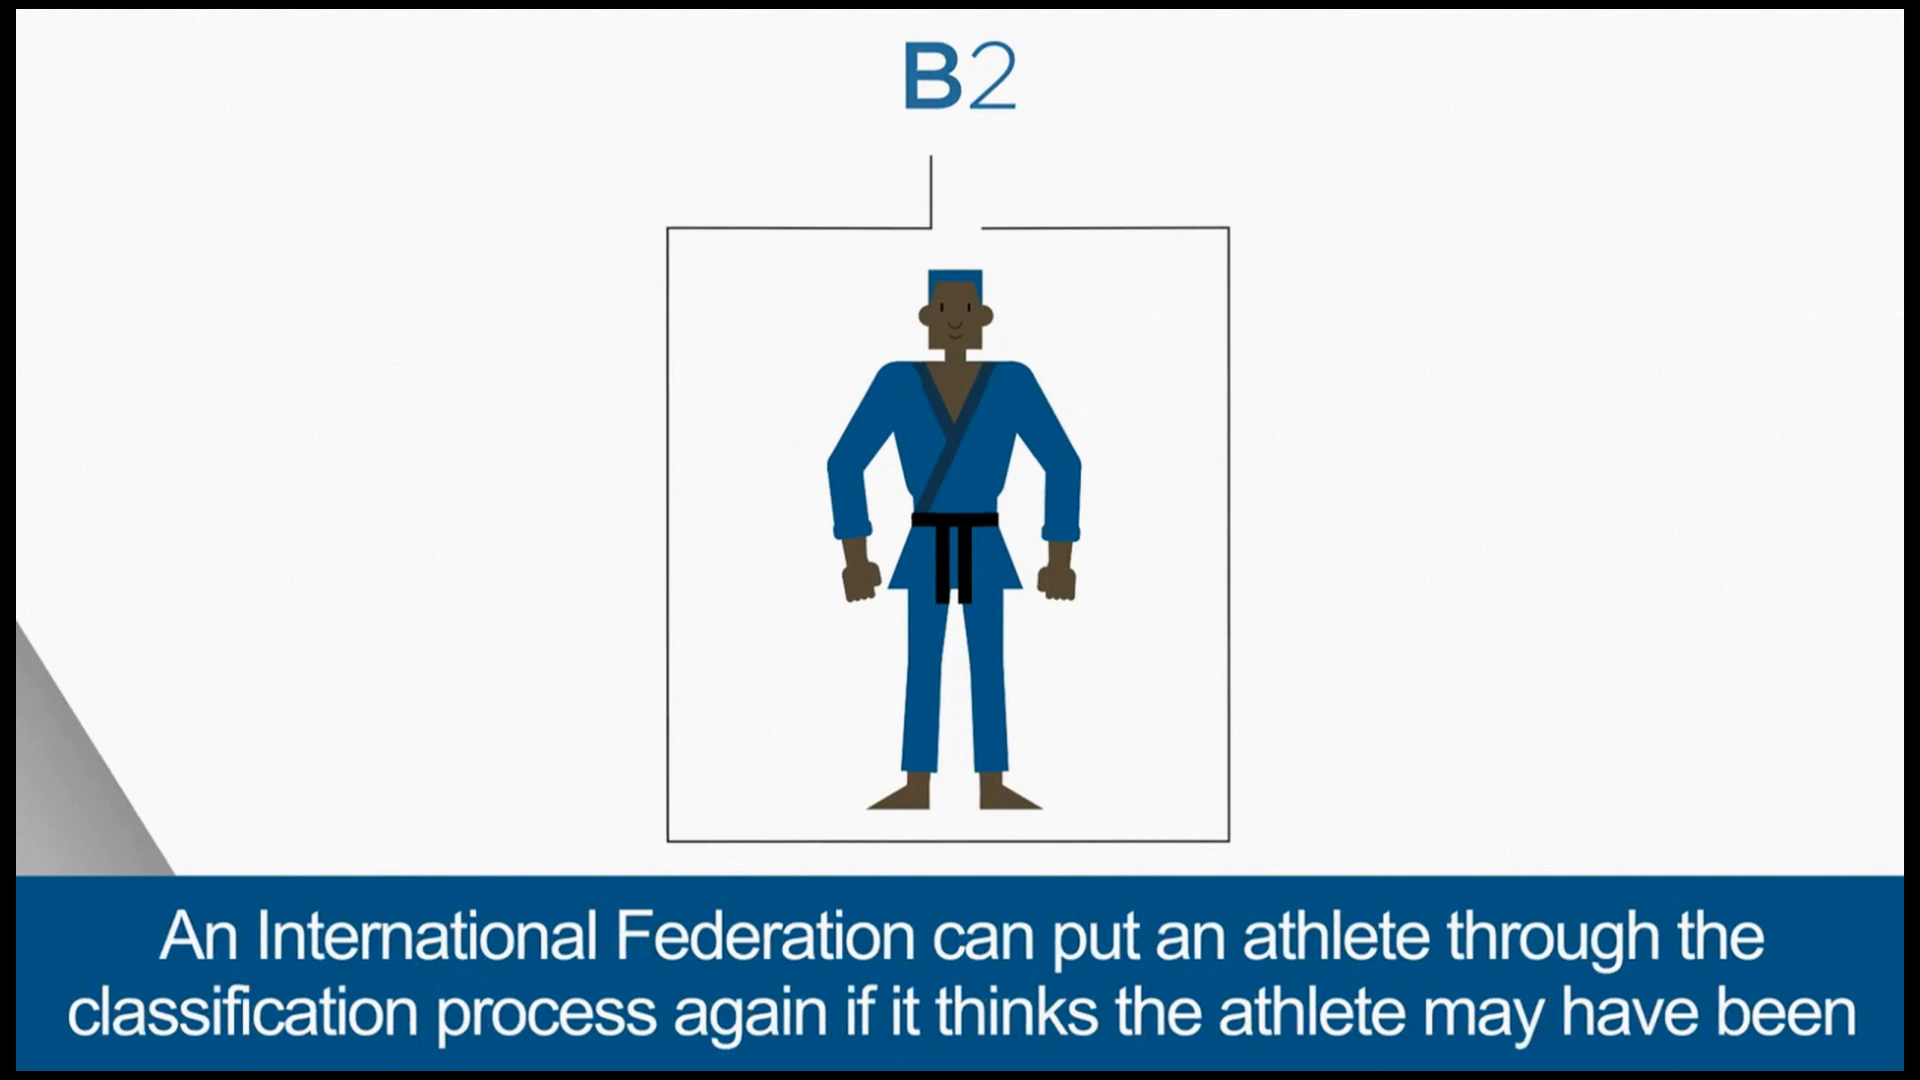 B2
An International Federation can put an athlete through the
classification process again if it thinks the athlete may have been